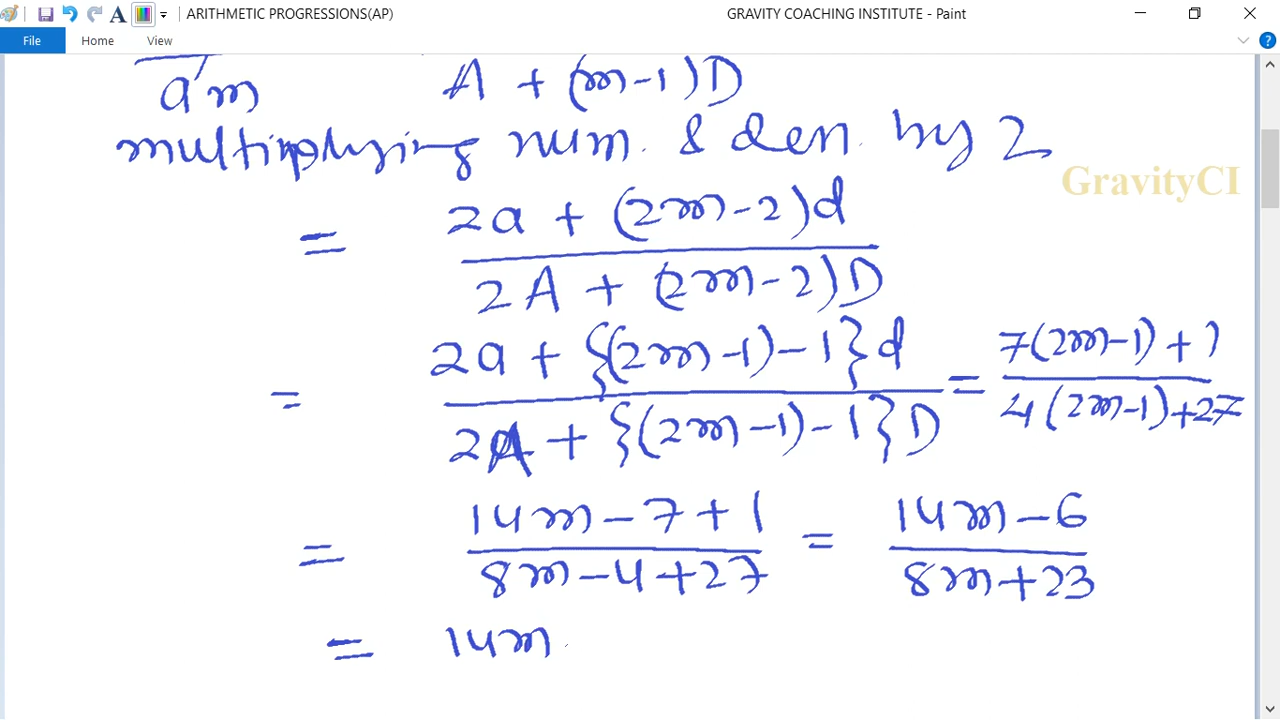 ARITHMETIC PROGRESSIONS(AP)
GRAVITY COACHING INSTITUTE - Paint
File Home View
a'm A + (m-1)D
multiplying num. & den. by 2
GravityCI
= 2a + (2m-2)d
2A + (2m-2)D
= 2a + {(2m-1)-1}d = 7(2m-1)+1
2A + {(2m-1)-1}D 4(2m-1)+27
= 14m-7+1 = 14m-6
8m-4+27 8m+23
= 14m